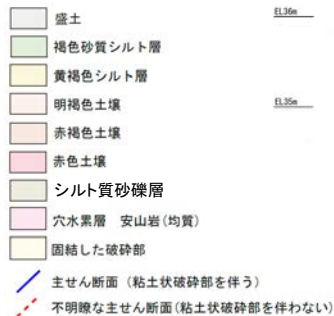 盛土
EL36m
褐色砂質シルト層
黄褐色シルト層
明褐色土壌
EL35m
赤褐色土壌
赤色土壌
シルト質砂礫層
穴水累層 安山岩(均質)
固結した破砕部
主せん断面 (粘土状破砕部を伴う)
不明瞭な主せん断面(粘土状破砕部を伴わない)